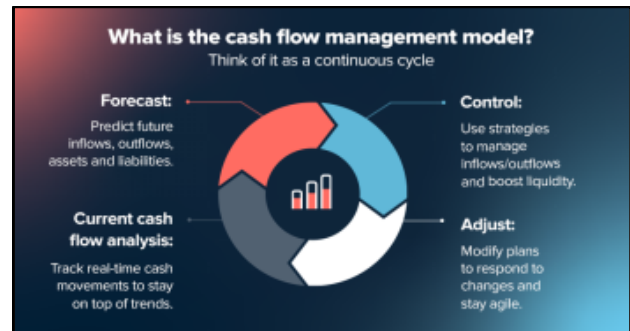 What is the cash flow management model?
Think of it as a continuous cycle
Forecast:
Predict future
inflows, outflows,
assets and liabilities.
Control:
Use strategies
to manage
inflows/outflows
and boost liquidity.
Current cash
flow analysis:
Track real-time cash
movements to stay
on top of trends.
Adjust:
Modify plans
to respond to
changes and
stay agile.